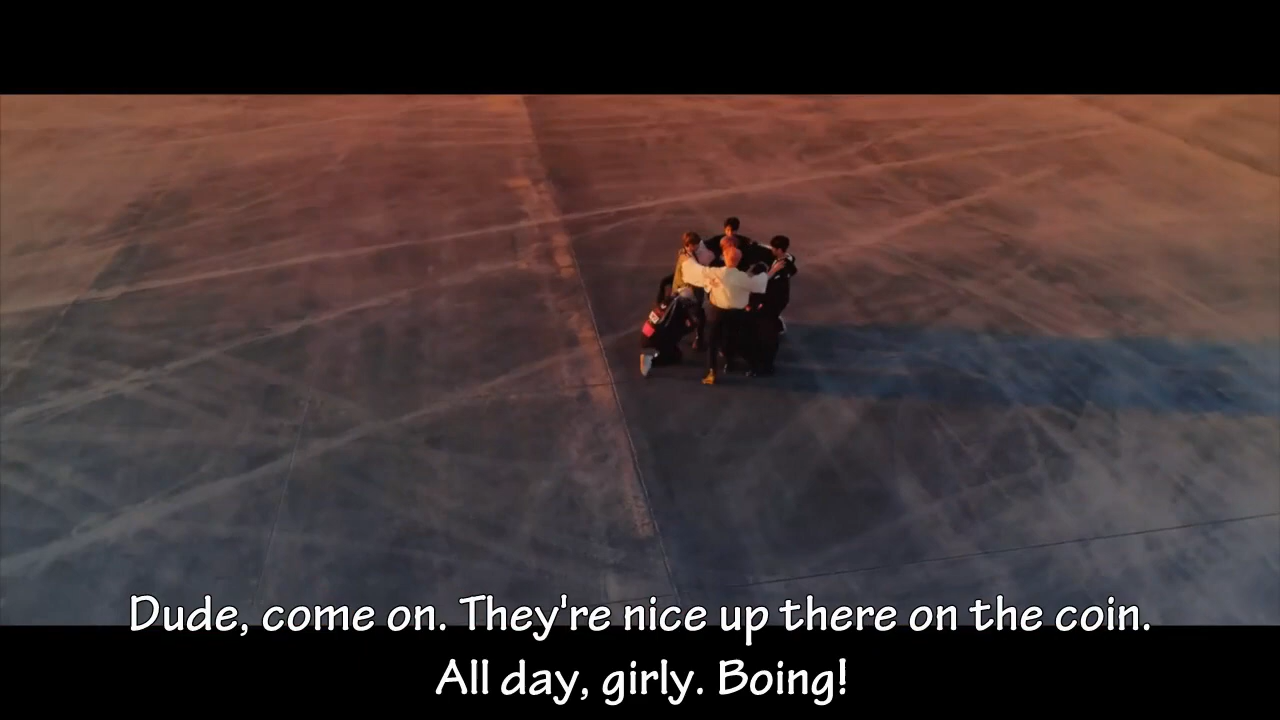 Dude, come on. They're nice up there on the coin.
All day, girly. Boing!